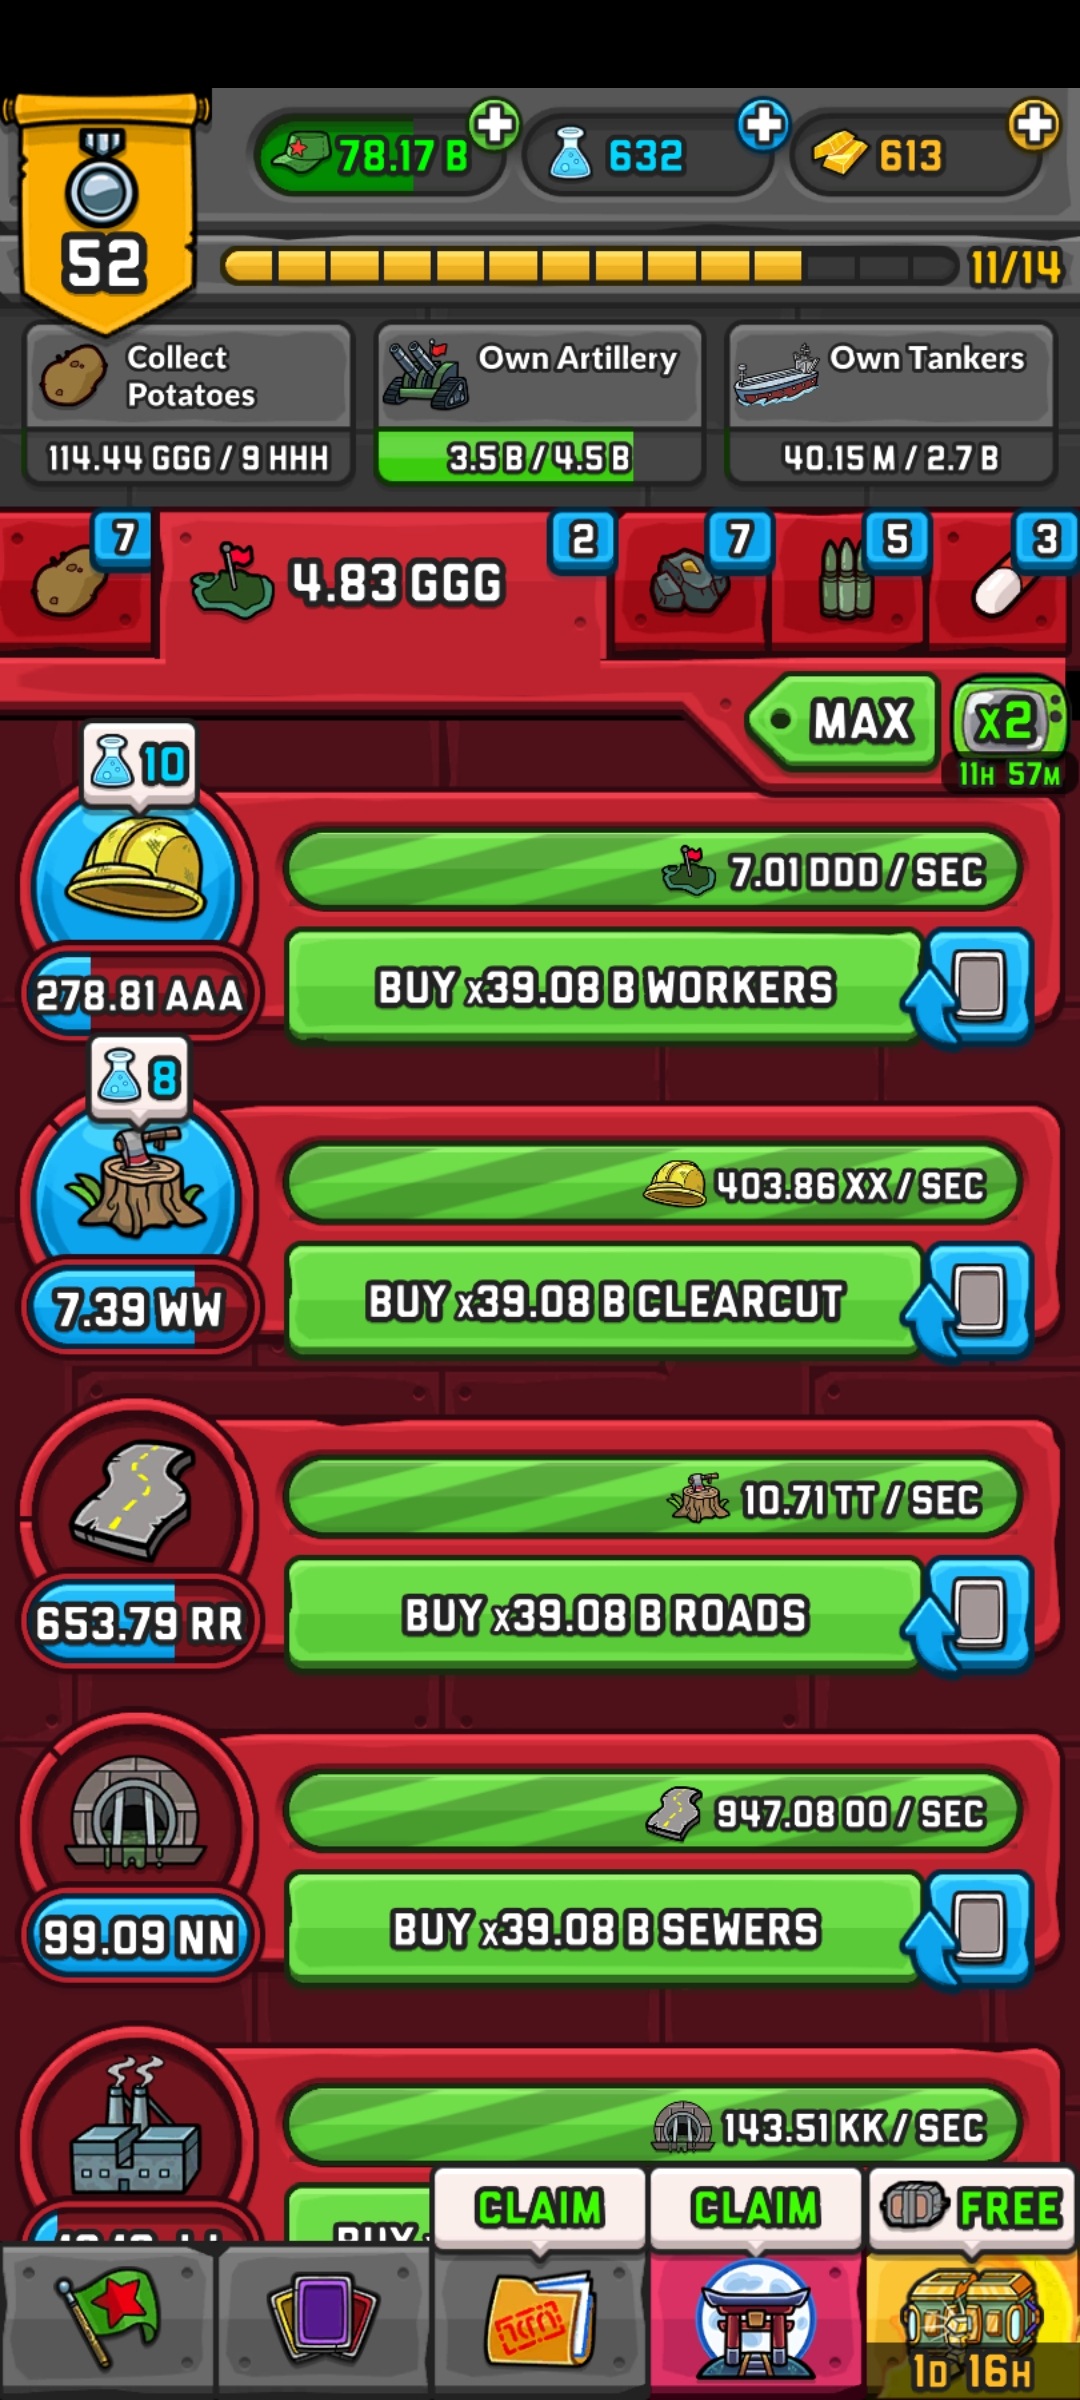 78.17 B
632
613
52
11/14
Collect
Potatoes
114.44 GGG / 9 HHH
Own Artillery
3.5 B / 4.5 B
Own Tankers
40.15 M / 2.7 B
7
4.83 GGG
2
7
5
3
MAX
x2
11H 57M
10
7.01 DDD / SEC
278.81 AAA
BUY x39.08 B WORKERS
8
403.86 XX / SEC
7.39 WW
BUY x39.08 B CLEARCUT
10.71 TT / SEC
653.79 RR
BUY x39.08 B ROADS
947.08 OO / SEC
99.09 NN
BUY x39.08 B SEWERS
143.51 KK / SEC
BUY
CLAIM
CLAIM
FREE
1D 16H